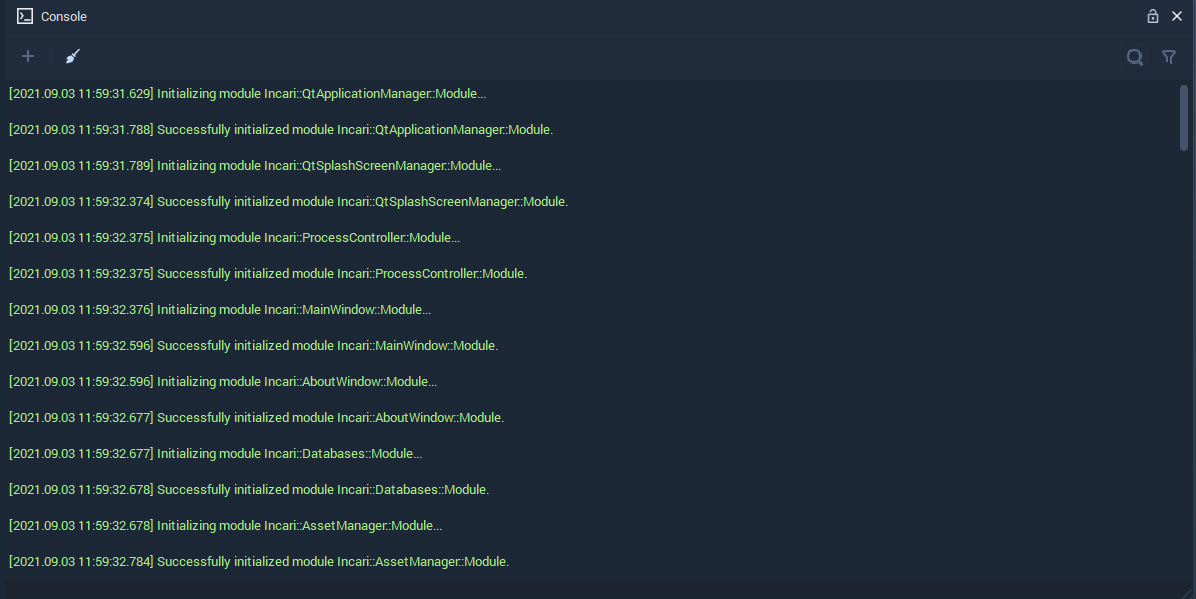 Console
[2021.09.03 11:59:31.629] Initializing module Incari::QtApplicationManager::Module...
[2021.09.03 11:59:31.788] Successfully initialized module Incari::QtApplicationManager::Module.
[2021.09.03 11:59:31.789] Initializing module Incari::QtSplashScreenManager::Module...
[2021.09.03 11:59:32.374] Successfully initialized module Incari::QtSplashScreenManager::Module.
[2021.09.03 11:59:32.375] Initializing module Incari::ProcessController::Module...
[2021.09.03 11:59:32.375] Successfully initialized module Incari::ProcessController::Module.
[2021.09.03 11:59:32.376] Initializing module Incari::MainWindow::Module...
[2021.09.03 11:59:32.596] Successfully initialized module Incari::MainWindow::Module.
[2021.09.03 11:59:32.596] Initializing module Incari::AboutWindow::Module...
[2021.09.03 11:59:32.677] Successfully initialized module Incari::AboutWindow::Module.
[2021.09.03 11:59:32.677] Initializing module Incari::Databases::Module...
[2021.09.03 11:59:32.678] Successfully initialized module Incari::Databases::Module.
[2021.09.03 11:59:32.678] Initializing module Incari::AssetManager::Module...
[2021.09.03 11:59:32.784] Successfully initialized module Incari::AssetManager::Module.